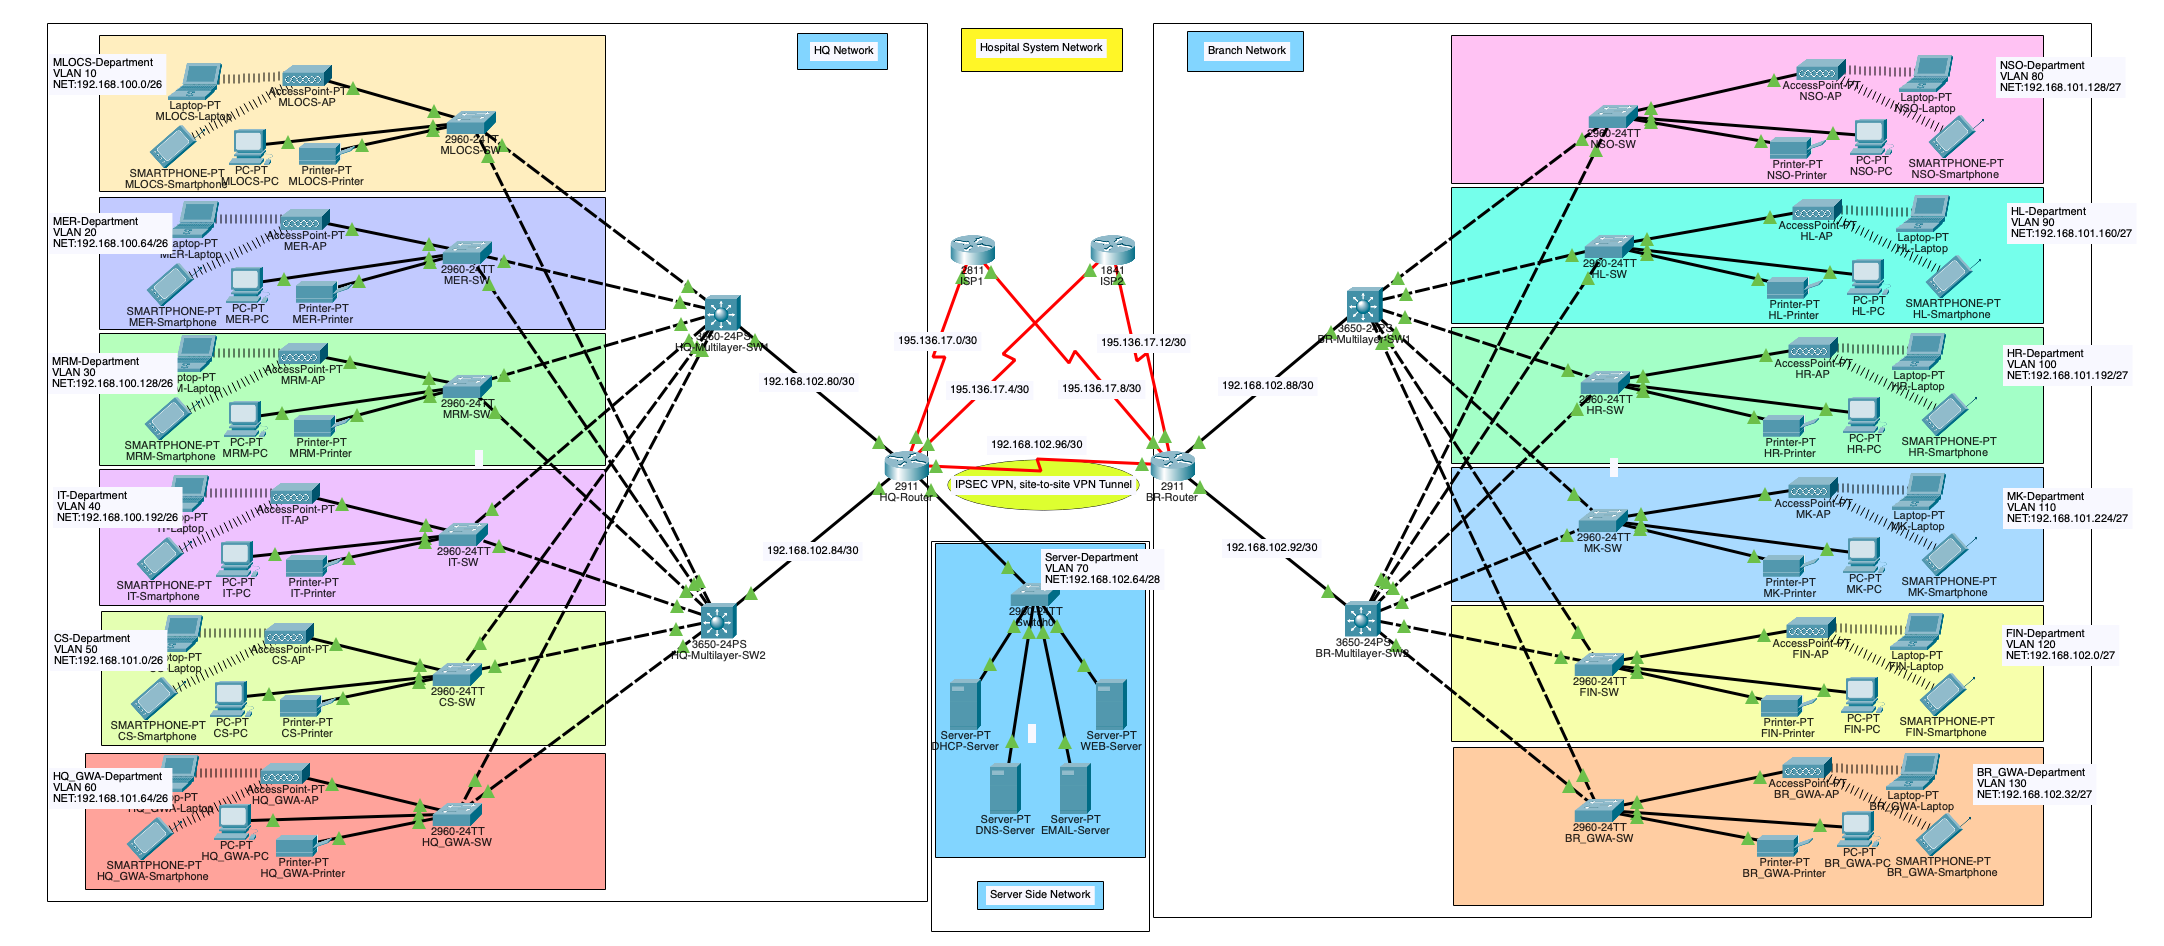 HQ Network
Hospital System Network
Branch Network
MLOCS-Department
VLAN 10
NET:192.168.100.0/26
Laptop-PT
MLOCS-Laptop
AccessPoint-PT
MLOCS-AP
2960-24TT
MLOCS-SW
SMARTPHONE-PT
MLOCS-Smartphone
PC-PT
MLOCS-PC
Printer-PT
MLOCS-Printer
MER-Department
VLAN 20
NET:192.168.100.64/26
MER-Laptop
AccessPoint-PT
MER-AP
2960-24TT
MER-SW
SMARTPHONE-PT
MER-Smartphone
PC-PT
MER-PC
Printer-PT
MER-Printer
MRM-Department
VLAN 30
NET:192.168.100.128/26
AccessPoint-PT
MRM-AP
2960-24TT
MRM-SW
SMARTPHONE-PT
MRM-Smartphone
PC-PT
MRM-PC
Printer-PT
MRM-Printer
IT-Department
VLAN 40
NET:192.168.100.192/26
AccessPoint-PT
IT-AP
2960-24TT
IT-SW
SMARTPHONE-PT
IT-Smartphone
PC-PT
IT-PC
Printer-PT
IT-Printer
CS-Department
VLAN 50
NET:192.168.101.0/26
AccessPoint-PT
CS-AP
2960-24TT
CS-SW
SMARTPHONE-PT
CS-Smartphone
PC-PT
CS-PC
Printer-PT
CS-Printer
HQ_GWA-Department
VLAN 60
NET:192.168.101.64/26
HQ_GWA-Laptop
AccessPoint-PT
HQ_GWA-AP
2960-24TT
HQ_GWA-SW
SMARTPHONE-PT
HQ_GWA-Smartphone
PC-PT
HQ_GWA-PC
Printer-PT
HQ_GWA-Printer
3650-24PS
HQ-Multilayer-SW1
3650-24PS
HQ-Multilayer-SW2
192.168.102.80/30
192.168.102.84/30
2811
ISP1
1841
ISP2
195.136.17.0/30
195.136.17.12/30
195.136.17.4/30
195.136.17.8/30
192.168.102.96/30
IPSEC VPN, site-to-site VPN Tunnel
2911
HQ-Router
2911
BR-Router
192.168.102.88/30
192.168.102.92/30
Server-Department
VLAN 70
NET:192.168.102.64/28
2960-24TT
Switch0
Server-PT
DHCP-Server
Server-PT
WEB-Server
Server-PT
DNS-Server
Server-PT
EMAIL-Server
Server Side Network
3650-24PS
BR-Multilayer-SW1
3650-24PS
BR-Multilayer-SW2
NSO-Department
VLAN 80
NET:192.168.101.128/27
AccessPoint-PT
NSO-AP
Laptop-PT
NSO-Laptop
2960-24TT
NSO-SW
Printer-PT
NSO-Printer
PC-PT
NSO-PC
SMARTPHONE-PT
NSO-Smartphone
HL-Department
VLAN 90
NET:192.168.101.160/27
AccessPoint-PT
HL-AP
Laptop-PT
HL-Laptop
2960-24TT
HL-SW
Printer-PT
HL-Printer
PC-PT
HL-PC
SMARTPHONE-PT
HL-Smartphone
HR-Department
VLAN 100
NET:192.168.101.192/27
AccessPoint-PT
HR-AP
Laptop-PT
HR-Laptop
2960-24TT
HR-SW
Printer-PT
HR-Printer
PC-PT
HR-PC
SMARTPHONE-PT
HR-Smartphone
MK-Department
VLAN 110
NET:192.168.101.224/27
AccessPoint-PT
MK-AP
Laptop-PT
MK-Laptop
2960-24TT
MK-SW
Printer-PT
MK-Printer
PC-PT
MK-PC
SMARTPHONE-PT
MK-Smartphone
FIN-Department
VLAN 120
NET:192.168.102.0/27
AccessPoint-PT
FIN-AP
Laptop-PT
FIN-Laptop
2960-24TT
FIN-SW
Printer-PT
FIN-Printer
PC-PT
FIN-PC
SMARTPHONE-PT
FIN-Smartphone
BR_GWA-Department
VLAN 130
NET:192.168.102.32/27
AccessPoint-PT
BR_GWA-AP
Laptop-PT
BR_GWA-Laptop
2960-24TT
BR_GWA-SW
Printer-PT
BR_GWA-Printer
PC-PT
BR_GWA-PC
SMARTPHONE-PT
BR_GWA-Smartphone